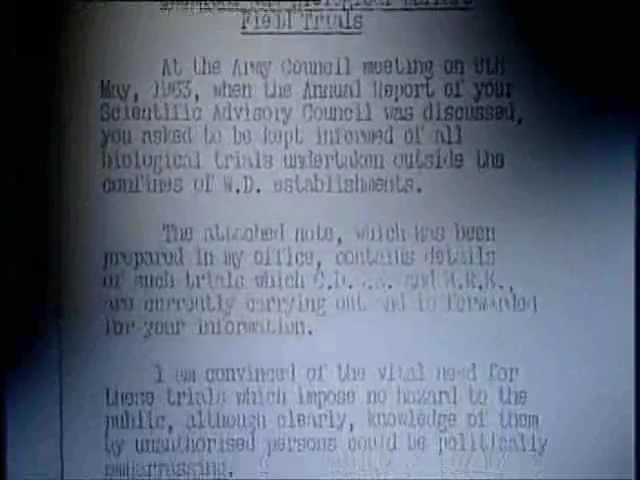 Field Trials
At the Army Council meeting on 8th
May, 1963, when the Annual Report of your
Scientific Advisory Council was discussed,
you asked to be kept informed of all
biological trials undertaken outside the
confines of W.D. establishments.
The attached note, which has been
prepared in my office, contains details
of such trials which C.D. and M.R.E.,
are currently carrying out and is forwarded
for your information.
I am convinced of the vital need for
these trials which impose no hazard to the
public, although clearly, knowledge of them
by unauthorised persons could be politically
embarrassing.